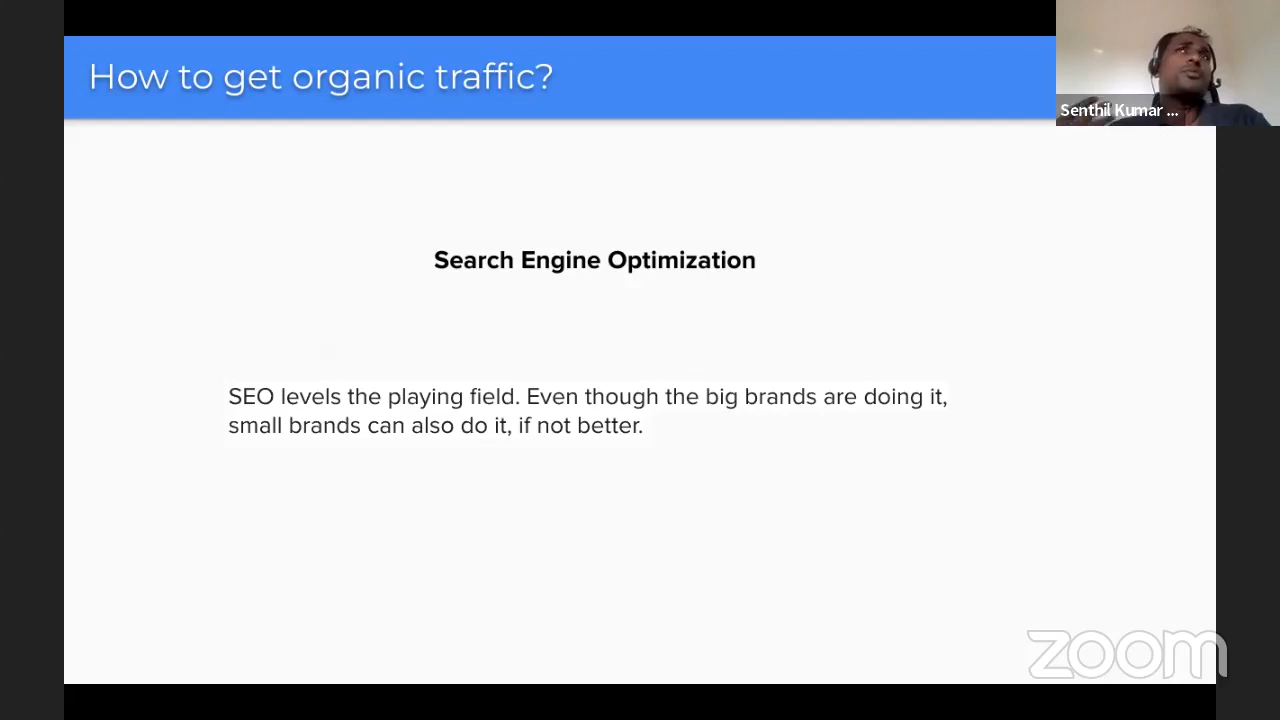 How to get organic traffic?
Senthil Kumar ...
Search Engine Optimization
SEO levels the playing field. Even though the big brands are doing it,
small brands can also do it, if not better.
zoom